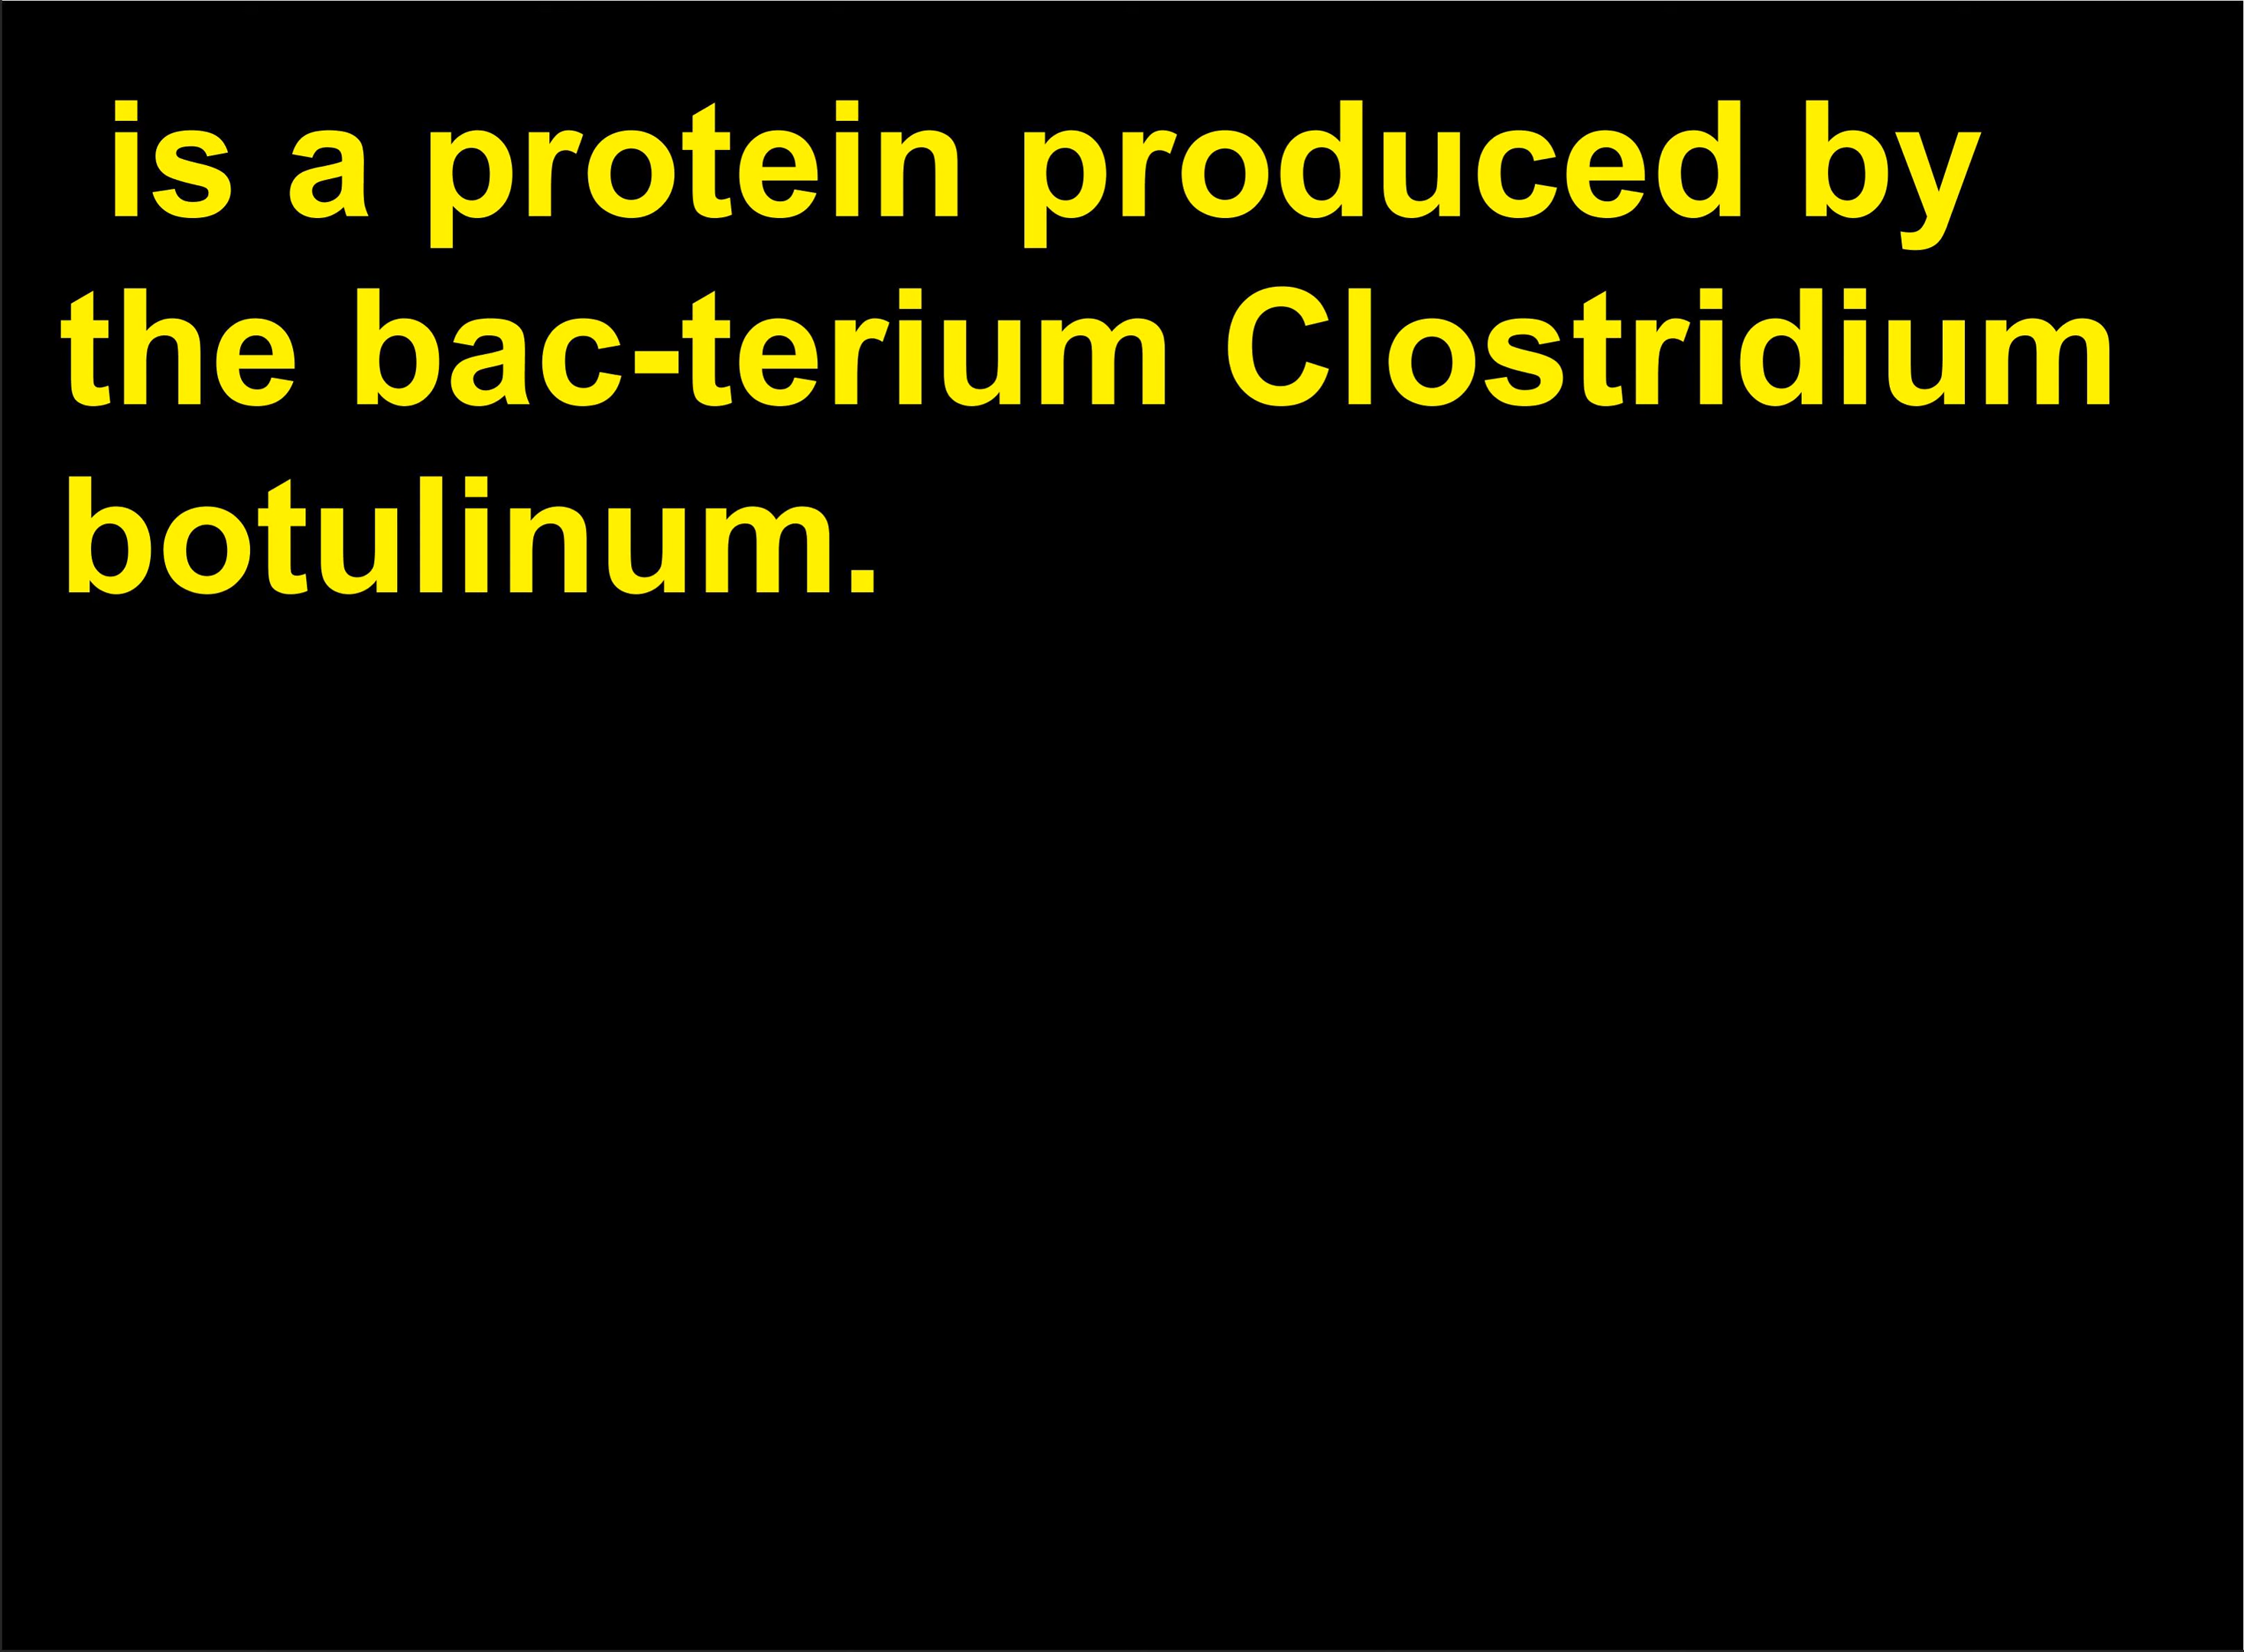 is a protein produced by
the bac-terium Clostridium
botulinum.